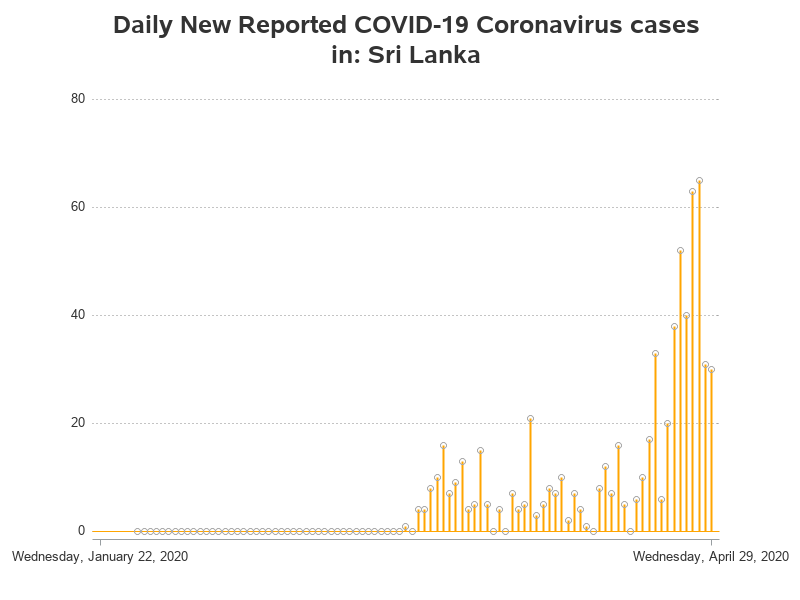 Daily New Reported COVID-19 Coronavirus cases
in: Sri Lanka
80
60
40
20
0
Wednesday, January 22, 2020
Wednesday, April 29, 2020